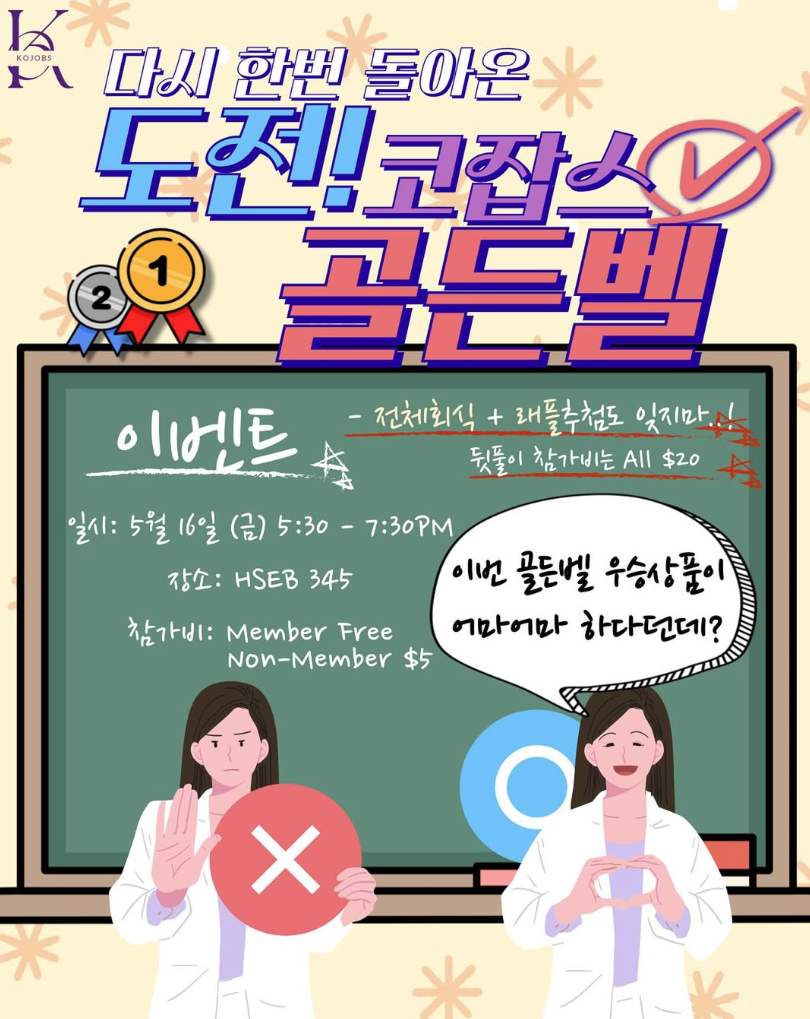 KOJOBS
다시 한번 돌아온
도전! 코잡스
골든벨
2
1
이벤트
- 전체회식 + 래플추첨도 잊지마..!
뒷풀이 참가비는 All $20
일시: 5월 16일 (금) 5:30 - 7:30PM
장소: HSEB 345
참가비: Member Free
Non-Member $5
이번 골든벨 우승상품이
어마어마 하다던데?